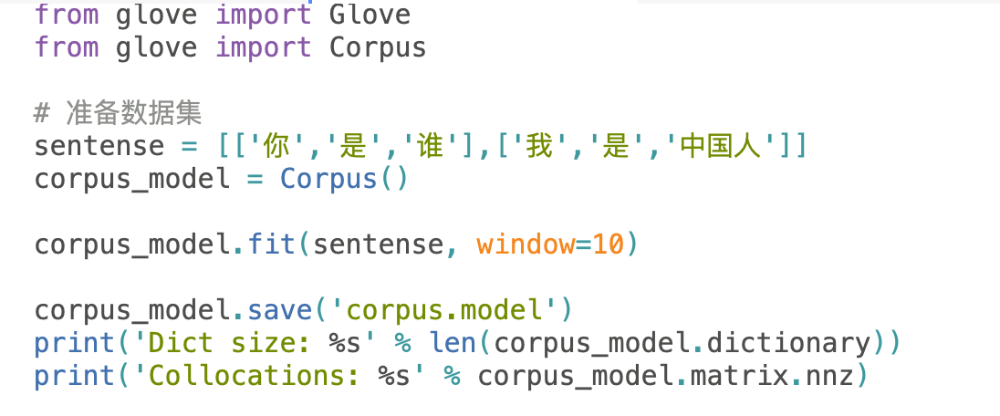 from glove import Glove
from glove import Corpus
# 准备数据集
sentense = [['你','是','谁'],['我','是','中国人']]
corpus_model = Corpus()
corpus_model.fit(sentense, window=10)
corpus_model.save('corpus.model')
print('Dict size: %s' % len(corpus_model.dictionary))
print('Collocations: %s' % corpus_model.matrix.nnz)